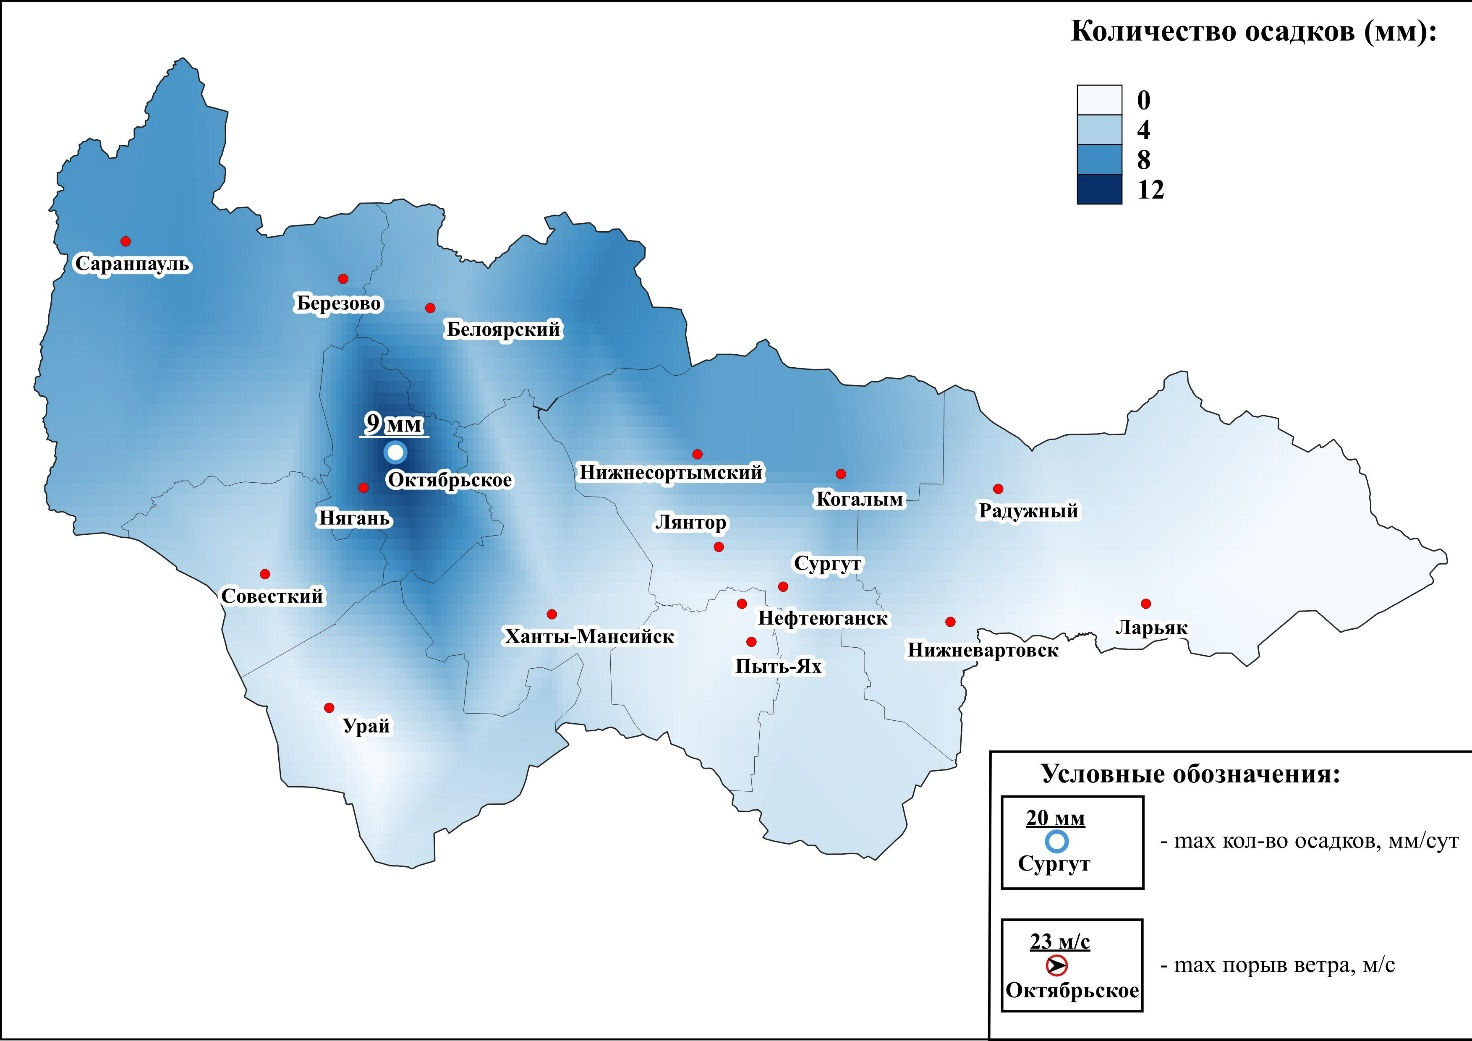 Количество осадков (мм):
0
4
8
12
Саранпауль
Березово
Белоярский
9 мм
Октябрьское
Нягань
Нижнесортымский
Когалым
Радужный
Лянтор
Сургут
Совесткий
Нефтеюганск
Ханты-Мансийск
Ларьяк
Нижневартовск
Пыть-Ях
Урай
Условные обозначения:
20 мм
Сургут
- max кол-во осадков, мм/сут
23 м/с
Октябрьское
- max порыв ветра, м/с